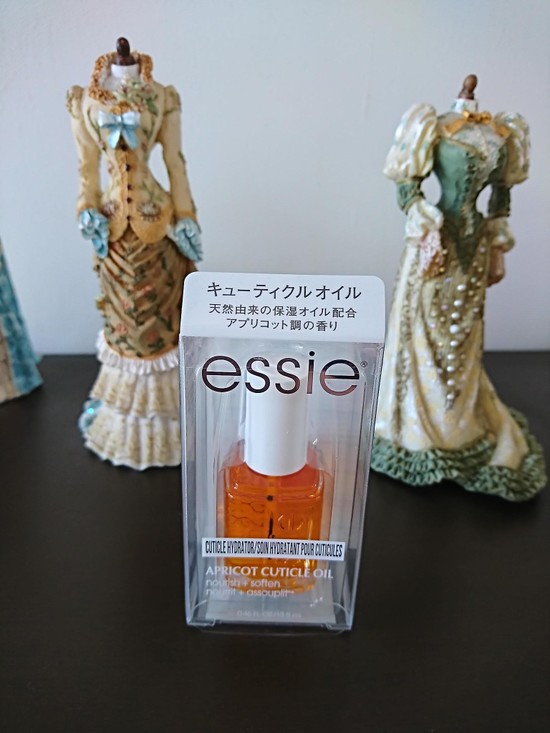 キューティクル オイル
天然由来の保湿オイル配合
アプリコット調の香り
essie®
CUTICLE HYDRATOR/SOIN HYDRATANT POUR CUTICULES
APRICOT CUTICLE OIL
nourish + soften
nourrit + assouplit